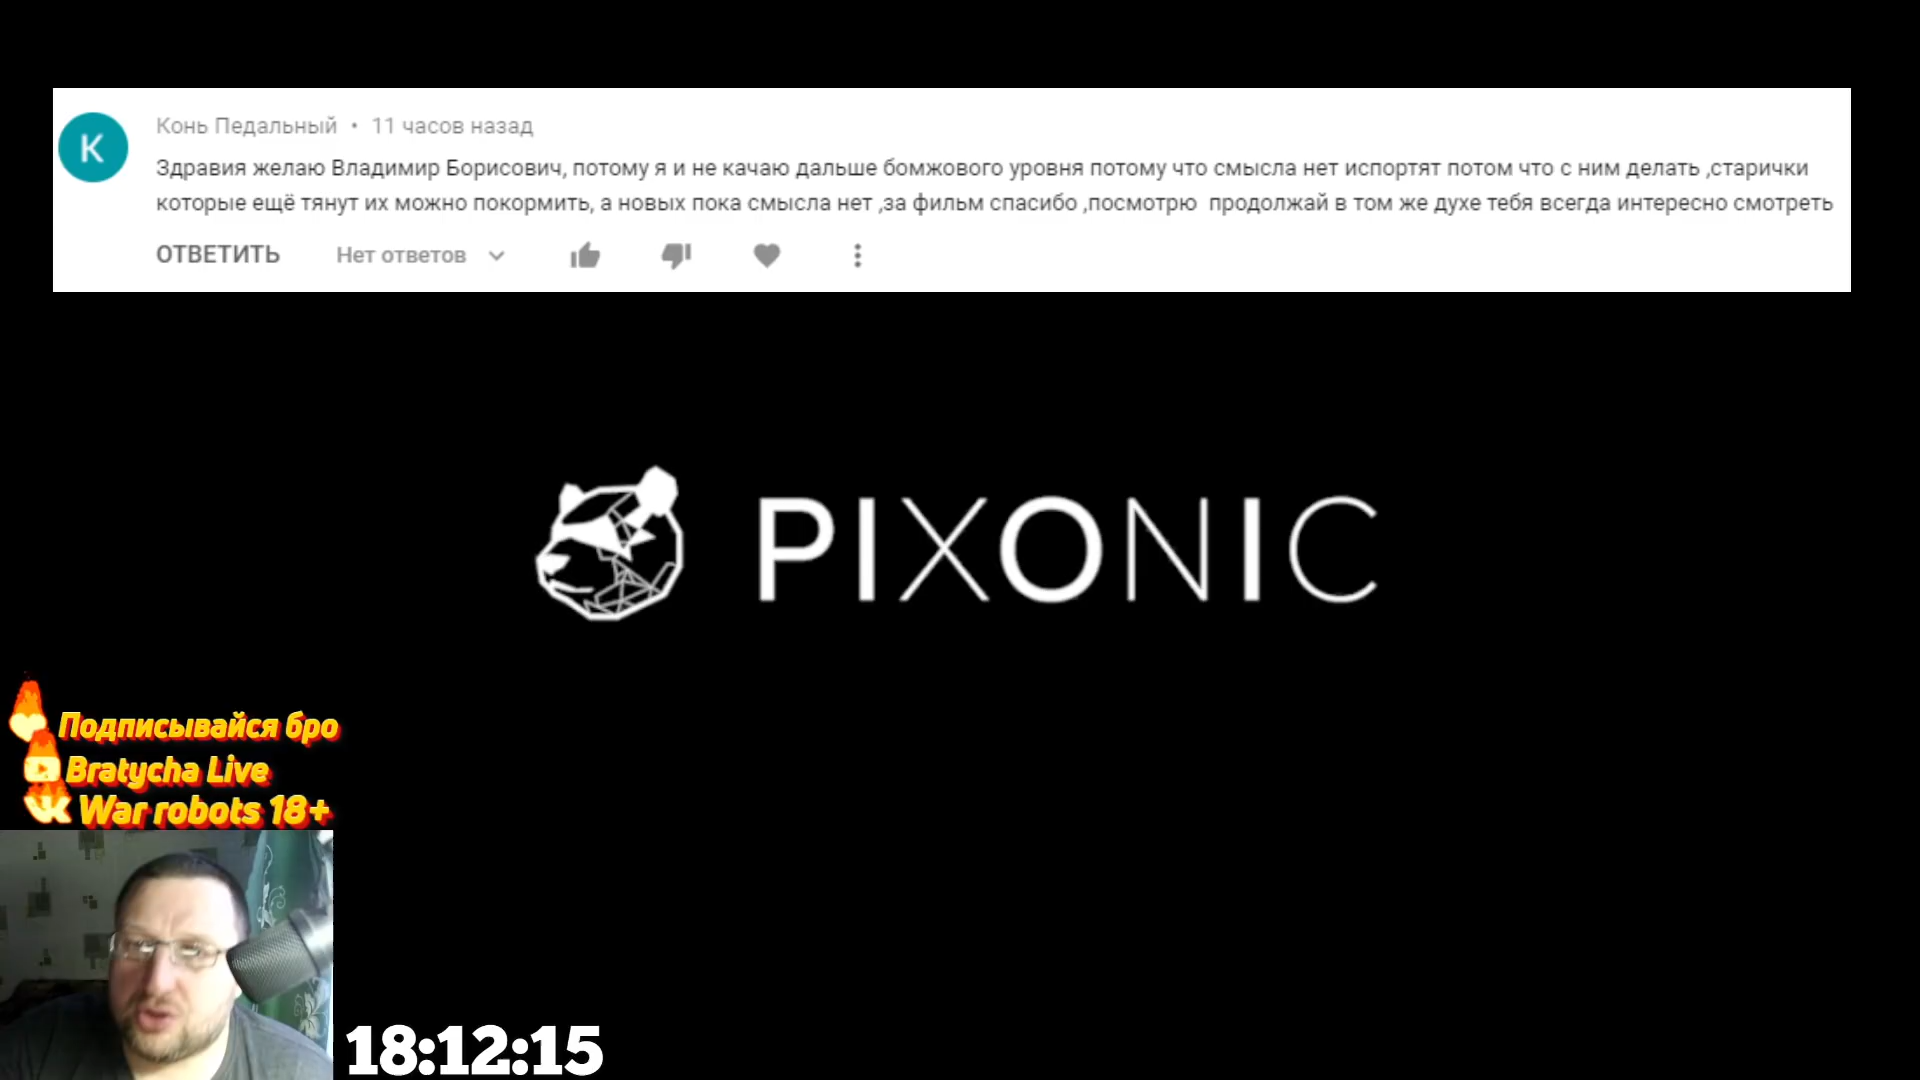 К
Конь Педальный • 11 часов назад
Здравия желаю Владимир Борисович, потому я и не качаю дальше бомжового уровня потому что смысла нет испортят потом что с ним делать ,старички
которые ещё тянут их можно покормить, а новых пока смысла нет ,за фильм спасибо ,посмотрю  продолжай в том же духе тебя всегда интересно смотреть
ОТВЕТИТЬ Нет ответов
PIXONIC
Подписывайся бро
Bratycha Live
War robots 18+
18:12:15